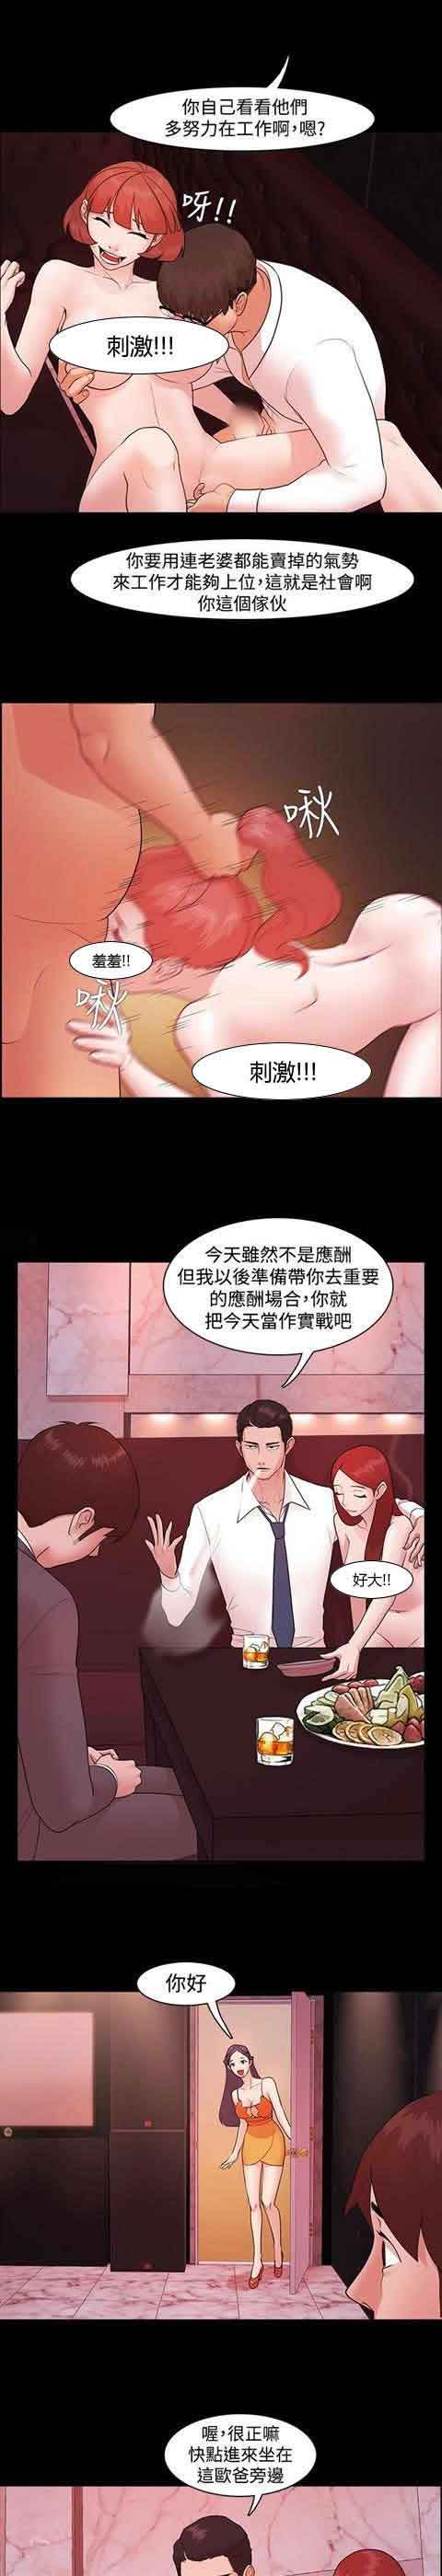 你自己看看他們
多努力在工作啊,嗯?
呀!!
刺激!!!
你要用連老婆都能賣掉的氣勢
來工作才能夠上位,這就是社會啊
你這個傢伙
啾
羞羞!!
啾
刺激!!!
今天雖然不是應酬
但我以後準備帶你去重要
的應酬場合,你就
把今天當作實戰吧
好大!!
你好
喔,很正嘛
快點進來坐在
這歐爸旁邊